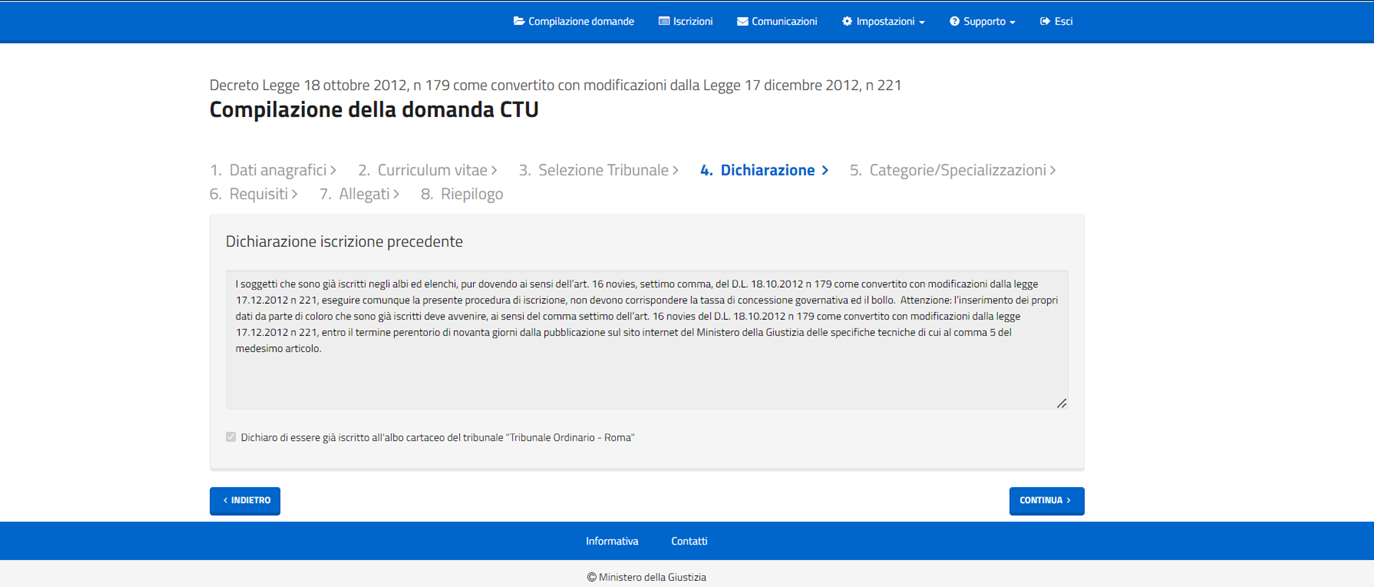 Compilazione domande Iscrizioni Comunicazioni Impostazioni Supporto Esci
Decreto Legge 18 ottobre 2012, n 179 come convertito con modificazioni dalla Legge 17 dicembre 2012, n 221
Compilazione della domanda CTU
1. Dati anagrafici > 2. Curriculum vitae > 3. Selezione Tribunale > 4. Dichiarazione > 5. Categorie/Specializzazioni >
6. Requisiti > 7. Allegati > 8. Riepilogo
Dichiarazione iscrizione precedente
I soggetti che sono già iscritti negli albi ed elenchi, pur dovendo ai sensi dell'art. 16 novies, settimo comma, del D.L. 18.10.2012 n 179 come convertito con modificazioni dalla legge
17.12.2012 n 221, eseguire comunque la presente procedura di iscrizione, non devono corrispondere la tassa di concessione governativa ed il bollo. Attenzione: l'inserimento dei propri
dati da parte di coloro che sono già iscritti deve avvenire, ai sensi del comma settimo dell'art. 16 novies del D.L. 18.10.2012 n 179 come convertito con modificazioni dalla legge
17.12.2012 n 221, entro il termine perentorio di novanta giorni dalla pubblicazione sul sito internet del Ministero della Giustizia delle specifiche tecniche di cui al comma 5 del
medesimo articolo.
Dichiaro di essere già iscritto all'albo cartaceo del tribunale "Tribunale Ordinario - Roma"
< INDIETRO CONTINUA >
Informativa Contatti
© Ministero della Giustizia